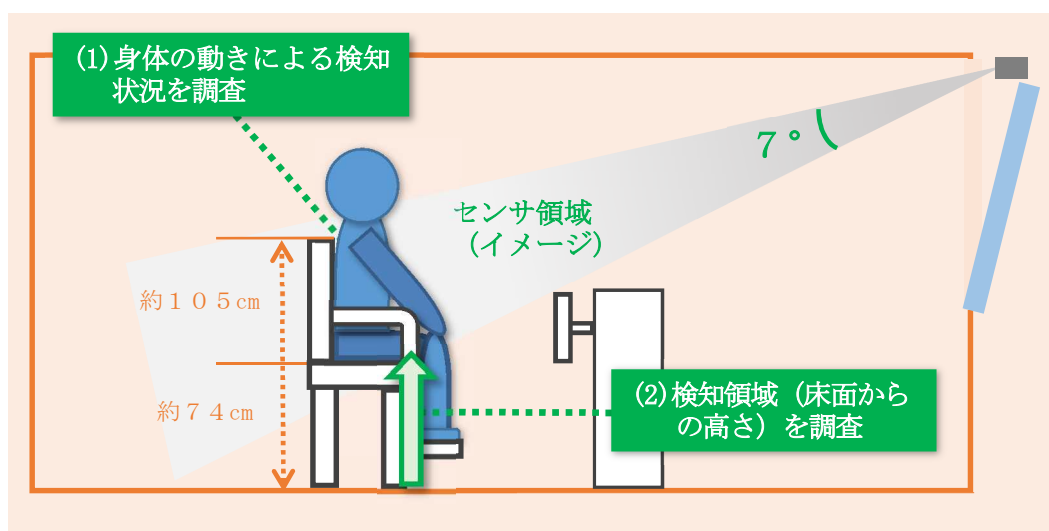 (1)身体の動きによる検知
状況を調査
7°
センサ領域
(イメージ)
約105cm
約74cm
(2)検知領域（床面から
の高さ）を調査